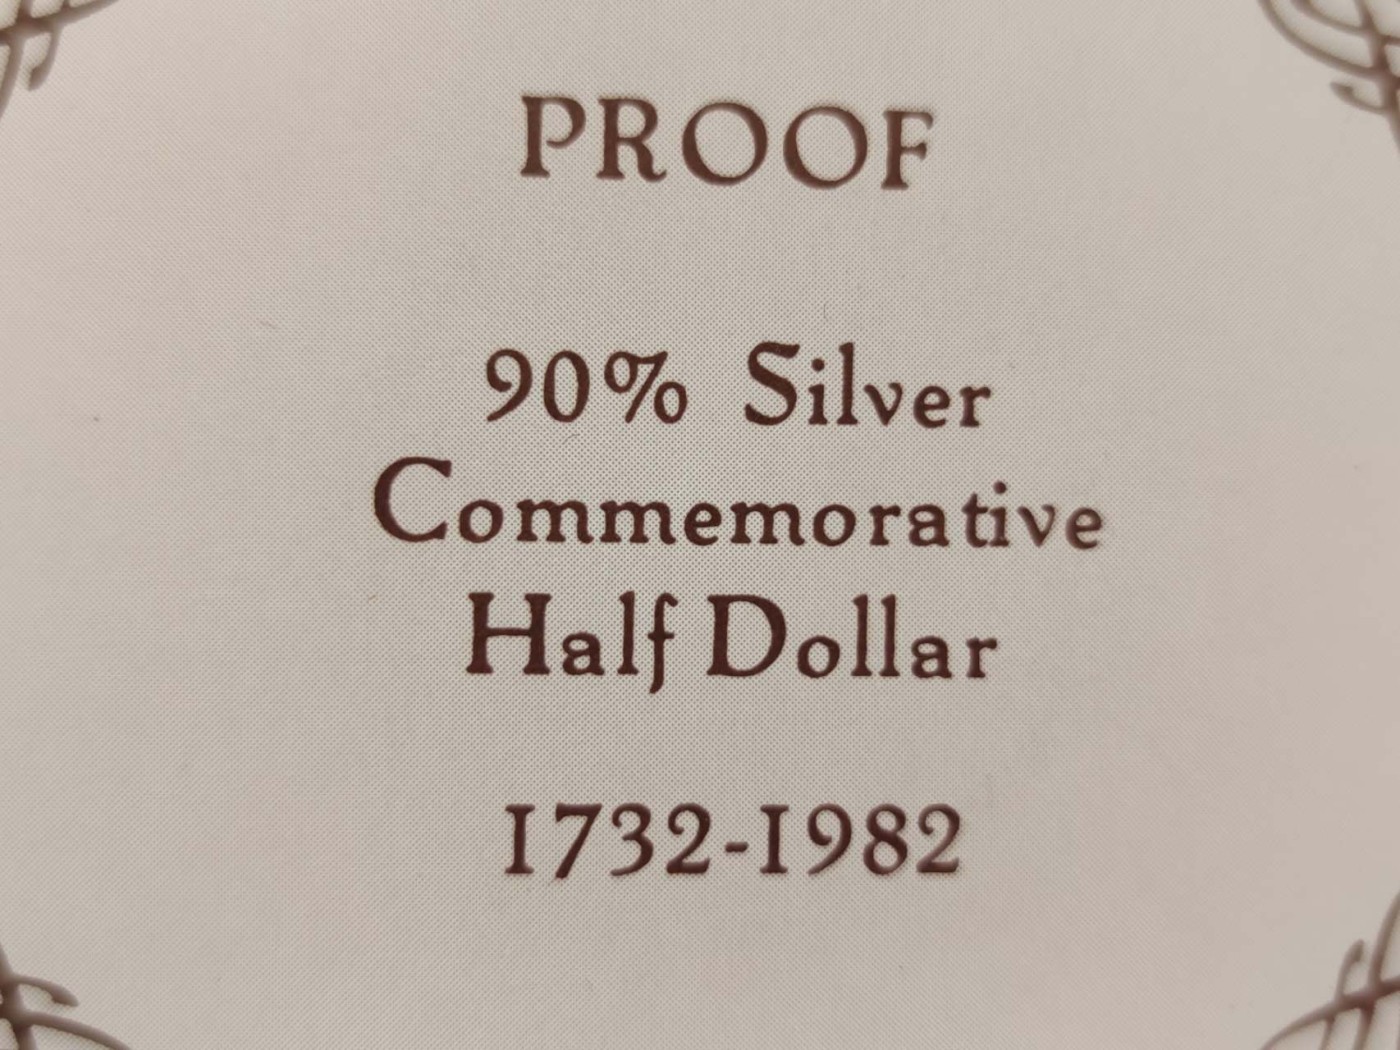 PROOF
90% Silver
Commemorative
Half Dollar
1732-1982